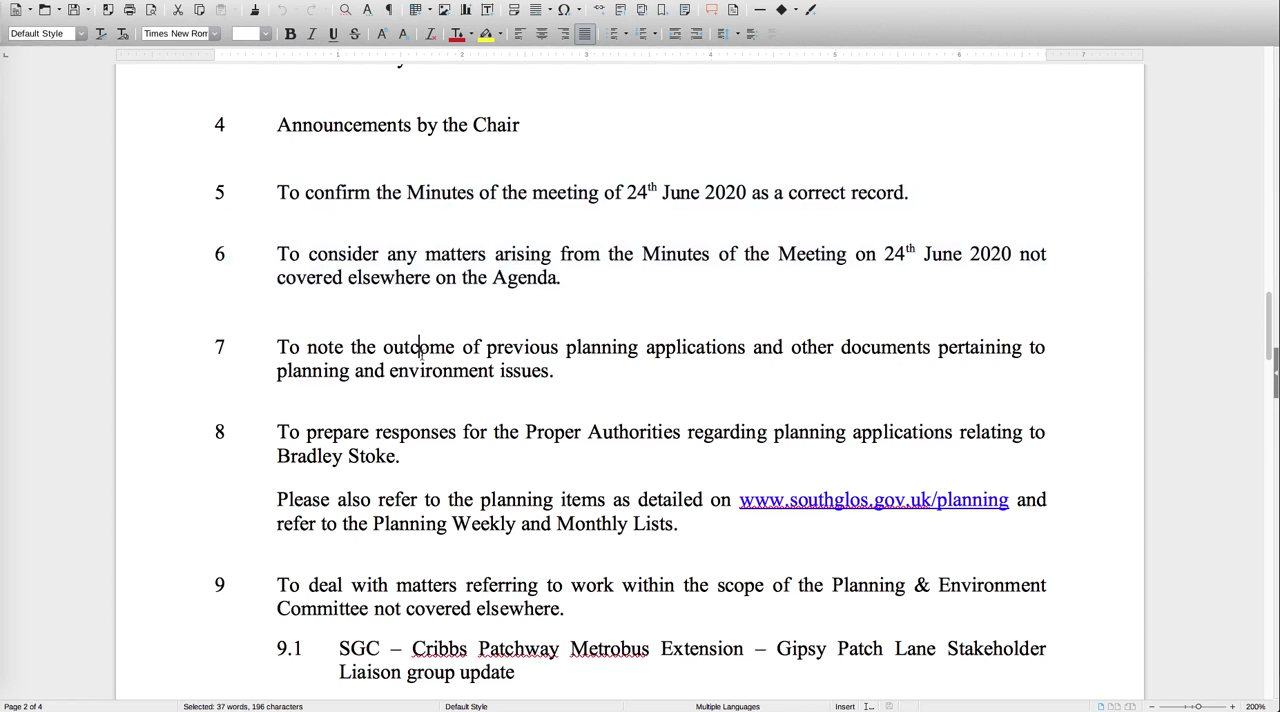 Default Style
Times New Rom
1 2 3 4 5 6 7
4 Announcements by the Chair
5 To confirm the Minutes of the meeting of 24th June 2020 as a correct record.
6 To consider any matters arising from the Minutes of the Meeting on 24th June 2020 not
covered elsewhere on the Agenda.
7 To note the outcome of previous planning applications and other documents pertaining to
planning and environment issues.
8 To prepare responses for the Proper Authorities regarding planning applications relating to
Bradley Stoke.
Please also refer to the planning items as detailed on www.southglos.gov.uk/planning and
refer to the Planning Weekly and Monthly Lists.
9 To deal with matters referring to work within the scope of the Planning & Environment
Committee not covered elsewhere.
9.1 SGC – Cribbs Patchway Metrobus Extension – Gipsy Patch Lane Stakeholder
Liaison group update
Page 2 of 4 Selected: 37 words, 196 characters Default Style Multiple Languages Insert 200%